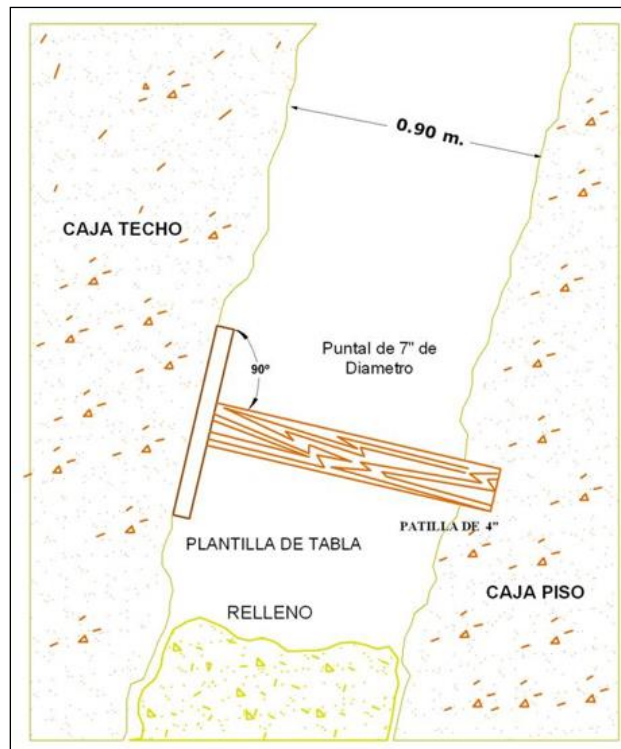 0.90 m.
CAJA TECHO
Puntal de 7" de
Diametro
90º
PATILLA DE 4"
PLANTILLA DE TABLA
CAJA PISO
RELLENO